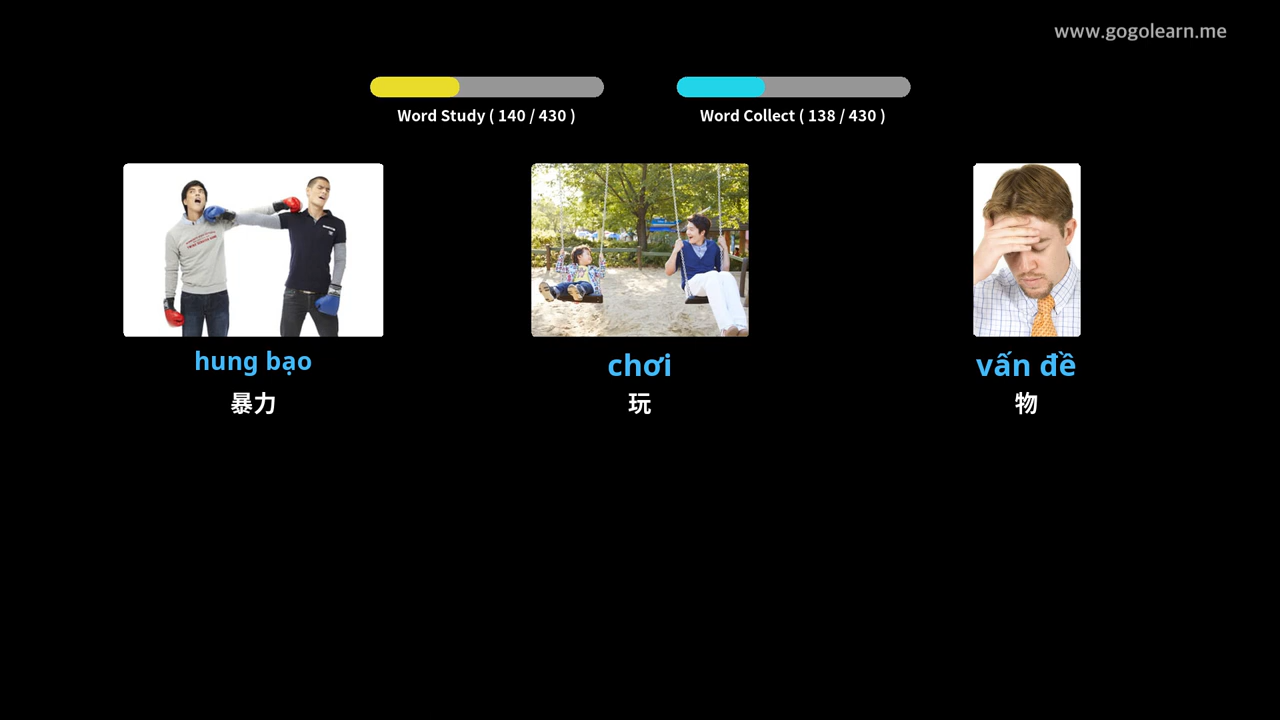 www.gogolearn.me
Word Study ( 140 / 430 )
Word Collect ( 138 / 430 )
hung bạo
暴力
chơi
玩
vấn đề
物